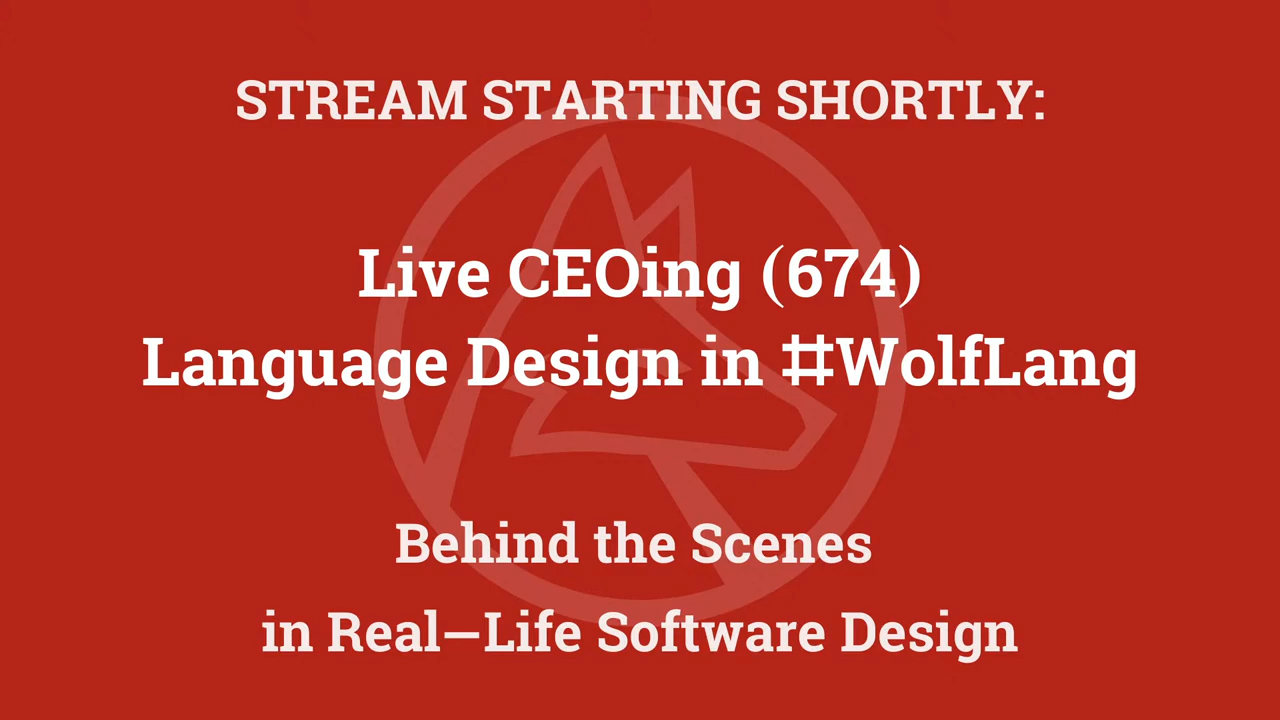 STREAM STARTING SHORTLY:
Live CEOing (674)
Language Design in #WolfLang
Behind the Scenes
in Real—Life Software Design